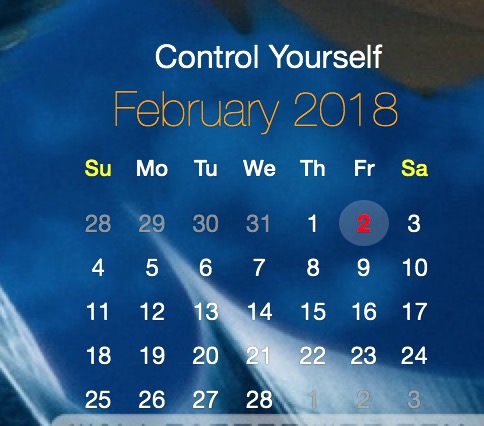 Control Yourself
February 2018
Su Mo Tu We Th Fr Sa
28 29 30 31 1 2 3
4 5 6 7 8 9 10
11 12 13 14 15 16 17
18 19 20 21 22 23 24
25 26 27 28 1 2 3